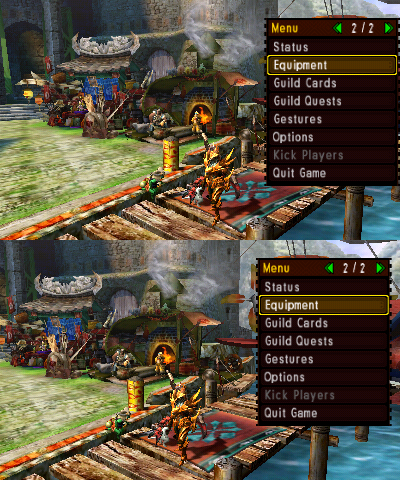 Menu 2 / 2
Status
Equipment
Guild Cards
Guild Quests
Gestures
Options
Kick Players
Quit Game
Menu 2 / 2
Status
Equipment
Guild Cards
Guild Quests
Gestures
Options
Kick Players
Quit Game